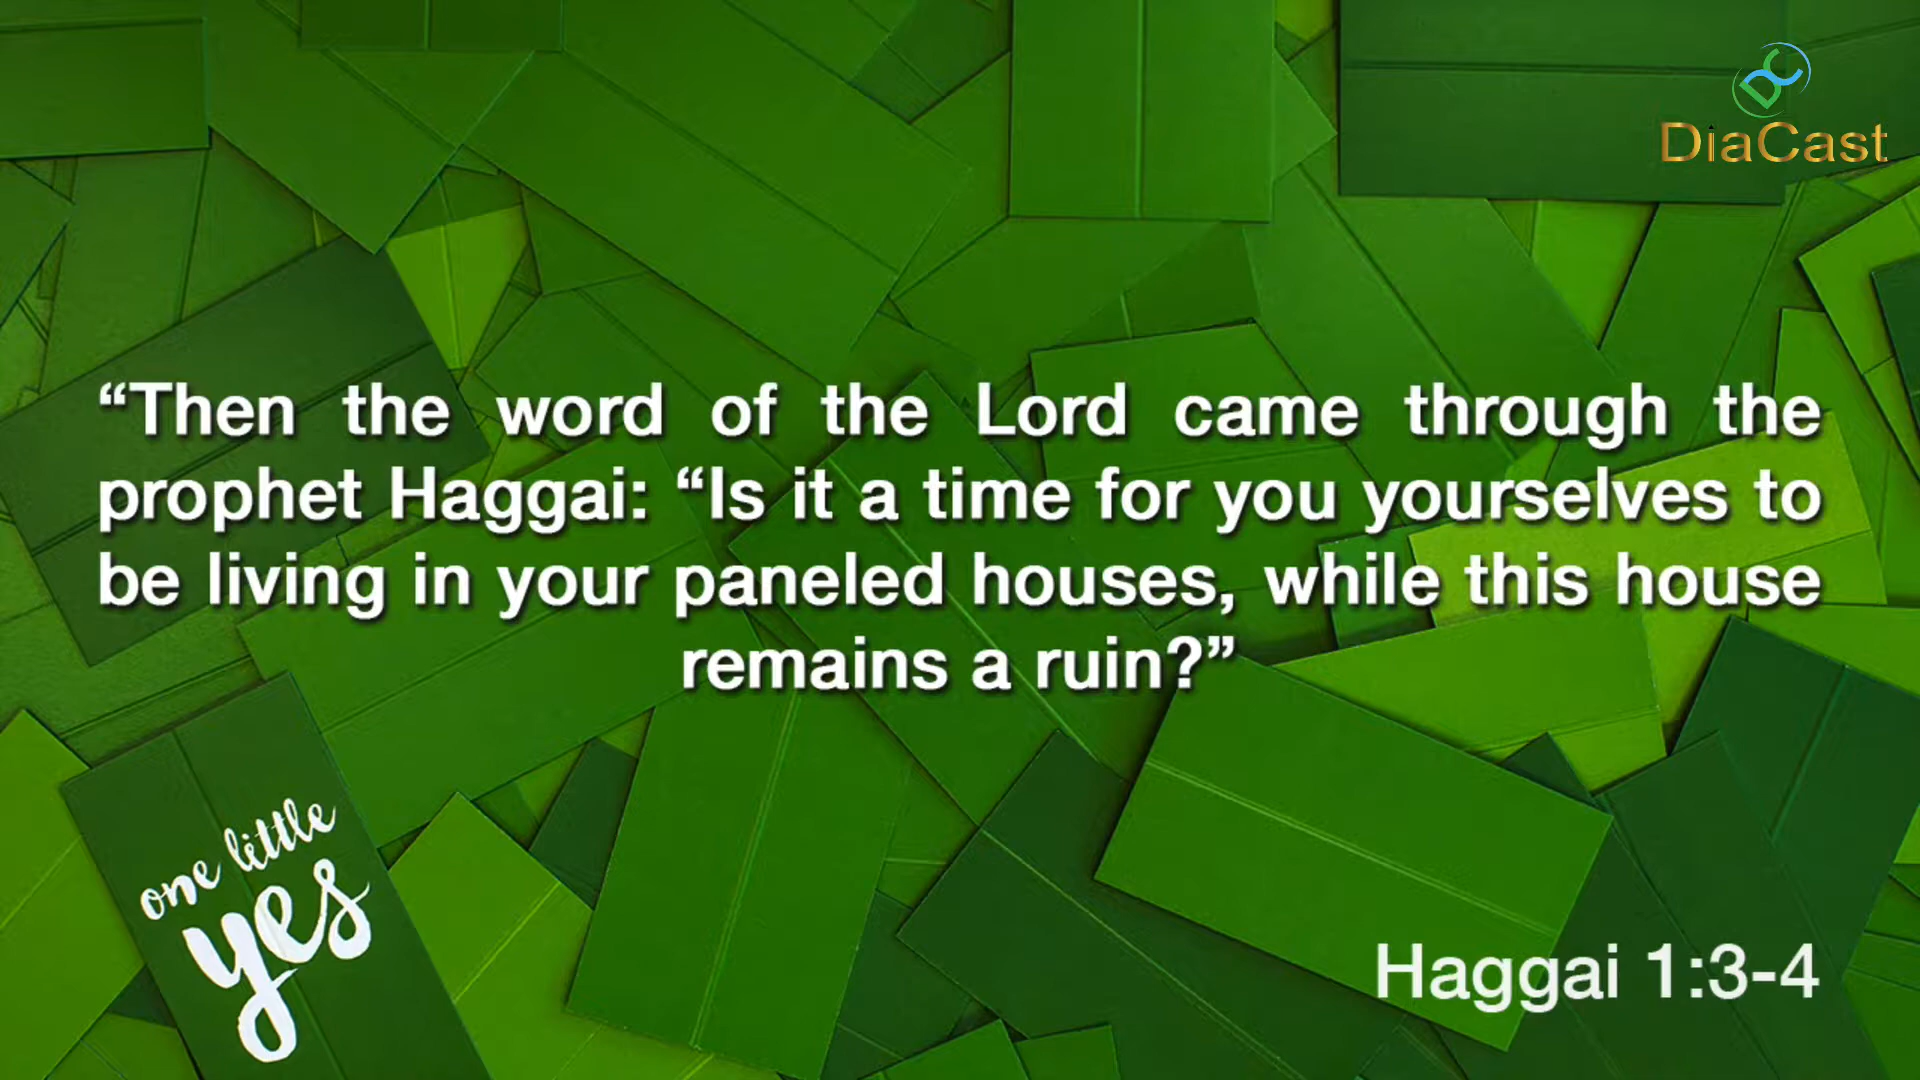 DiaCast
“Then the word of the Lord came through the
prophet Haggai: “Is it a time for you yourselves to
be living in your paneled houses, while this house
remains a ruin?”
one little
yes
Haggai 1:3-4